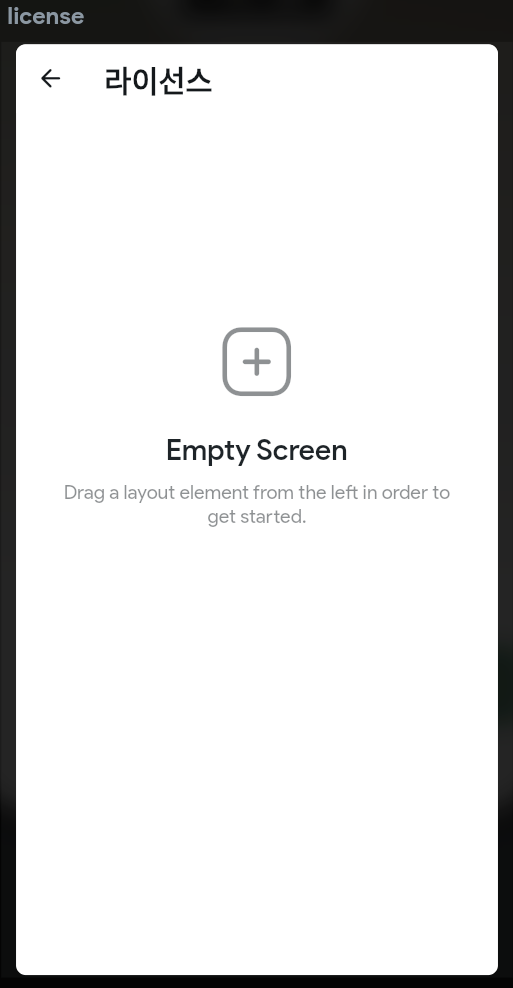 license
라이선스
Empty Screen
Drag a layout element from the left in order to
get started.